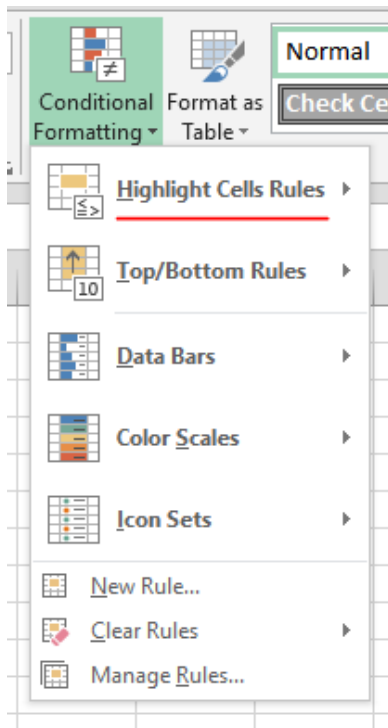 Normal
Conditional Format as
Check Ce
Formatting Table
≠
Highlight Cells Rules
≤>
Top/Bottom Rules
10
Data Bars
Color Scales
Icon Sets
New Rule...
Clear Rules
Manage Rules...